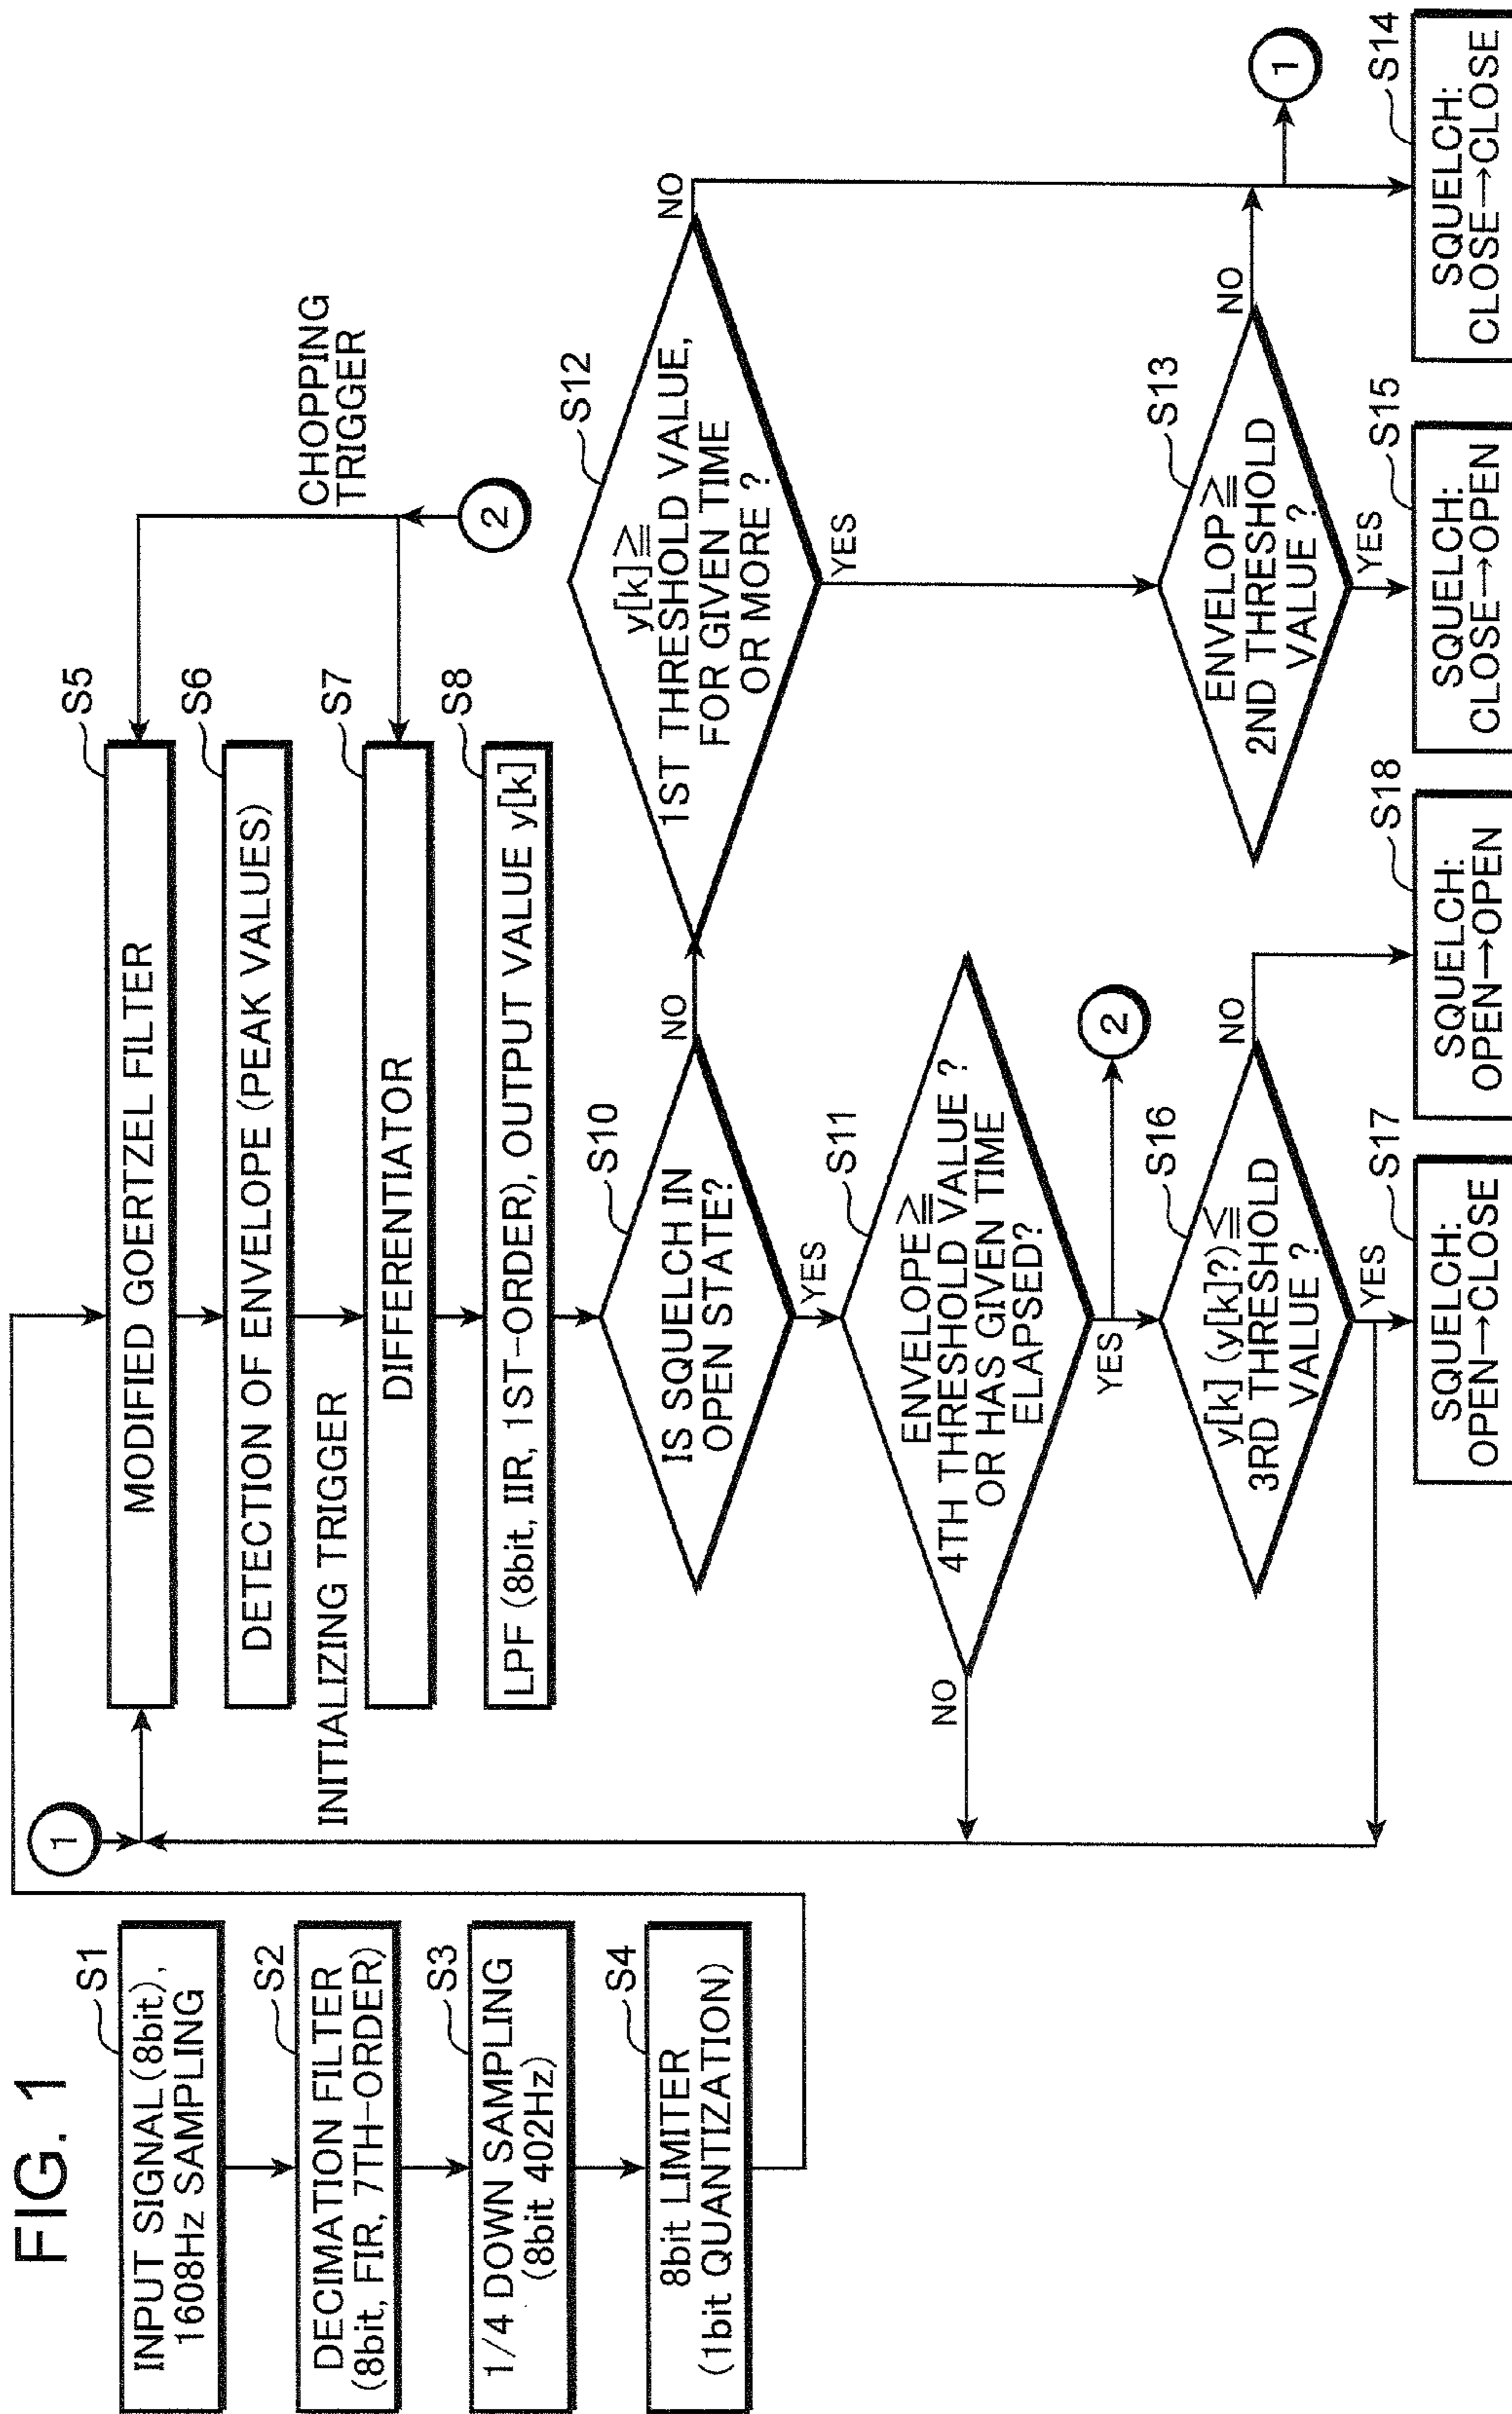 FIG. 1
S1
INPUT SIGNAL(8bit),
1608Hz SAMPLING
S2
DECIMATION FILTER
(8bit, FIR, 7TH-ORDER)
S3
1/4 DOWN SAMPLING
(8bit 402Hz)
S4
8bit LIMITER
(1bit QUANTIZATION)
1
S5
MODIFIED GOERTZEL FILTER
S6
DETECTION OF ENVELOPE (PEAK VALUES)
INITIALIZING TRIGGER
S7
DIFFERENTIATOR
CHOPPING
TRIGGER
2
S8
LPF (8bit, IIR, 1ST-ORDER), OUTPUT VALUE y[k]
S10
IS SQUELCH IN
OPEN STATE?
NO
YES
S11
ENVELOPE≧
4TH THRESHOLD VALUE ?
OR HAS GIVEN TIME
ELAPSED?
NO
YES
2
S12
y[k]≧
1ST THRESHOLD VALUE,
FOR GIVEN TIME
OR MORE ?
NO
YES
S13
ENVELOP≧
2ND THRESHOLD
VALUE ?
NO
YES
1
S16
y[k] (y[k]?)≦
3RD THRESHOLD
VALUE ?
NO
YES
S17
SQUELCH:
OPEN→CLOSE
S18
SQUELCH:
OPEN→OPEN
S15
SQUELCH:
CLOSE→OPEN
S14
SQUELCH:
CLOSE→CLOSE